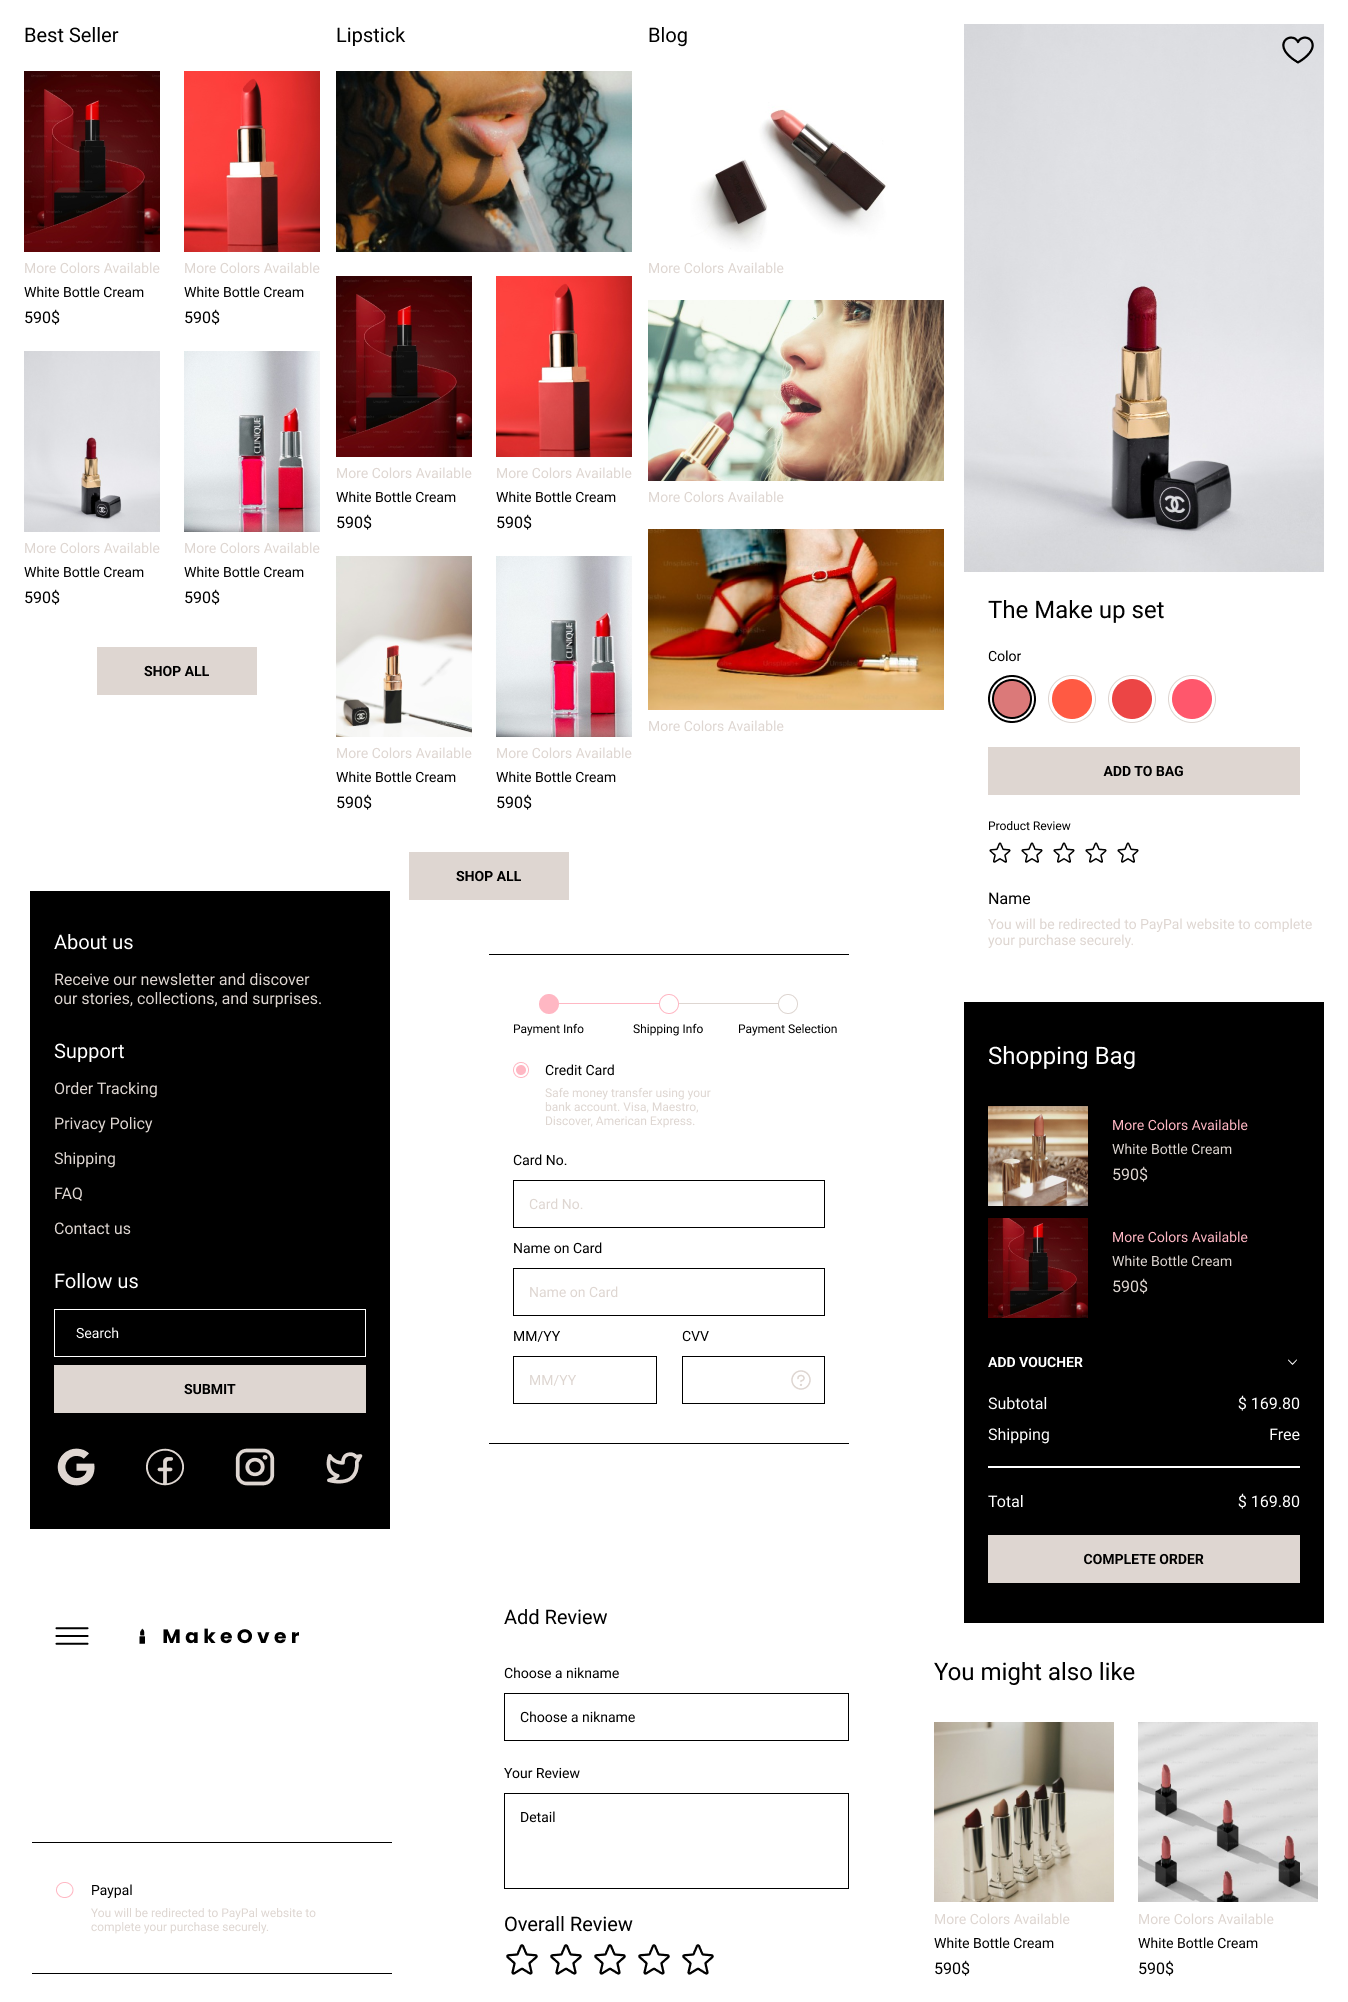 Best Seller
More Colors Available
White Bottle Cream
590$
More Colors Available
White Bottle Cream
590$
CLINIQUE
More Colors Available
White Bottle Cream
590$
More Colors Available
White Bottle Cream
590$
SHOP ALL
Lipstick
More Colors Available
White Bottle Cream
590$
More Colors Available
White Bottle Cream
590$
CLINIQUE
More Colors Available
White Bottle Cream
590$
More Colors Available
White Bottle Cream
590$
SHOP ALL
Blog
More Colors Available
More Colors Available
More Colors Available
The Make up set
Color
ADD TO BAG
Product Review
Name
You will be redirected to PayPal website to complete
your purchase securely.
About us
Receive our newsletter and discover
our stories, collections, and surprises.
Support
Order Tracking
Privacy Policy
Shipping
FAQ
Contact us
Follow us
Search
SUBMIT
Payment Info
Shipping Info
Payment Selection
Credit Card
Safe money transfer using your
bank account. Visa, Maestro,
Discover, American Express.
Card No.
Card No.
Name on Card
Name on Card
MM/YY
CVV
MM/YY
Shopping Bag
More Colors Available
White Bottle Cream
590$
More Colors Available
White Bottle Cream
590$
ADD VOUCHER
Subtotal
$ 169.80
Shipping
Free
Total
$ 169.80
COMPLETE ORDER
MakeOver
Paypal
You will be redirected to PayPal website to
complete your purchase securely.
Add Review
Choose a nikname
Choose a nikname
Your Review
Detail
Overall Review
You might also like
More Colors Available
White Bottle Cream
590$
More Colors Available
White Bottle Cream
590$